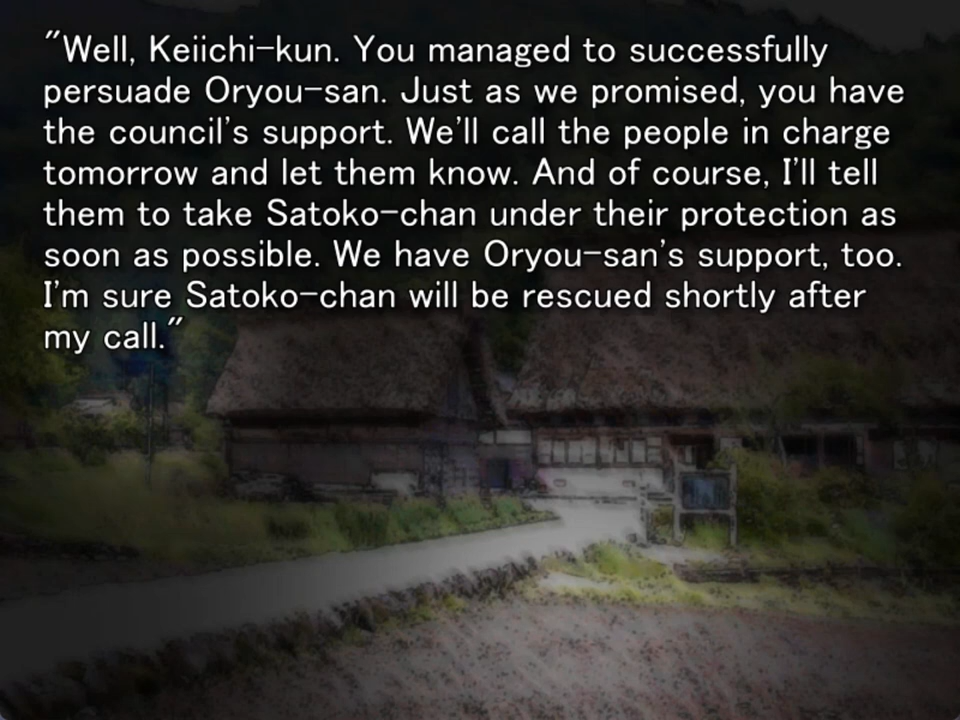 "Well, Keiichi-kun. You managed to successfully
persuade Oryou-san. Just as we promised, you have
the council's support. We'll call the people in charge
tomorrow and let them know. And of course, I'll tell
them to take Satoko-chan under their protection as
soon as possible. We have Oryou-san's support, too.
I'm sure Satoko-chan will be rescued shortly after
my call."